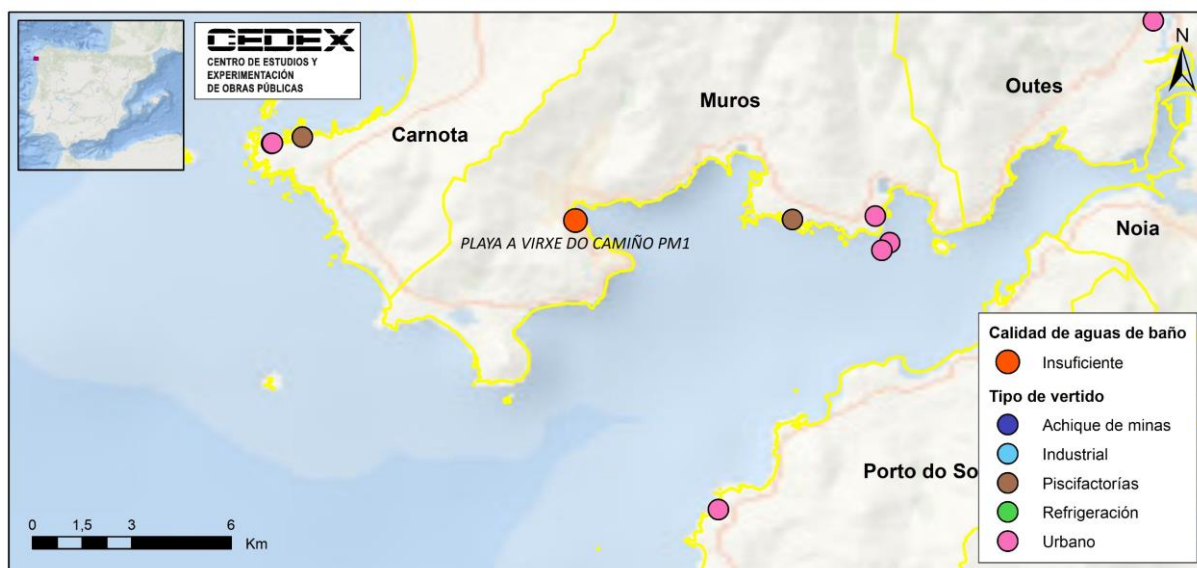 CEDEX
CENTRO DE ESTUDIOS Y
EXPERIMENTACIÓN
DE OBRAS PÚBLICAS
N
Outes
Muros
Carnota
PLAYA A VIRXE DO CAMIÑO PM1
Noia
Porto do So
Calidad de aguas de baño
Insuficiente
Tipo de vertido
Achique de minas
Industrial
Piscifactorías
Refrigeración
Urbano
0 1,5 3 6
Km